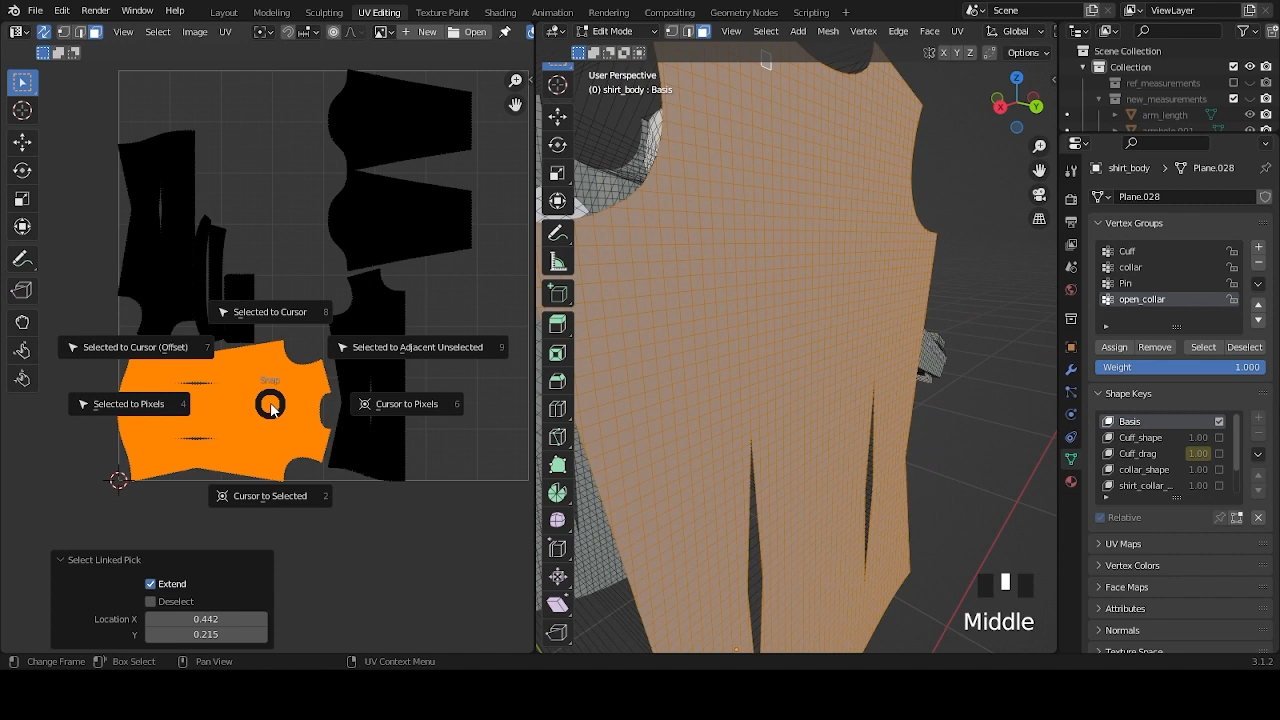 File Edit Render Window Help Layout Modeling Sculpting UV Editing Texture Paint Shading Animation Rendering Compositing Geometry Nodes Scripting + Scene ViewLayer
View Select Image UV New Open Edit Mode View Select Add Mesh Vertex Edge Face UV Global
X Y Z Options
Scene Collection
Collection
ref_measurements
new_measurements
arm_length
User Perspective
(0) shirt_body : Basis
Z
X
Y
shirt_body Plane.028
Plane.028
Vertex Groups
Cuff
collar
Pin
open_collar
Assign Remove Select Deselect
Weight 1.000
Shape Keys
Basis
Cuff_shape 1.00
Cuff_drag 1.00
collar_shape 1.00
shirt_collar_... 1.00
Relative
UV Maps
Vertex Colors
Face Maps
Attributes
Normals
Texture Space
Selected to Cursor 8
Selected to Cursor (Offset) 7
Selected to Adjacent Unselected 9
Snap
Selected to Pixels 4
Cursor to Pixels 6
Cursor to Selected 2
Select Linked Pick
Extend
Deselect
Location X 0.442
Y 0.215
Middle
Change Frame Box Select Pan View UV Context Menu 3.1.2